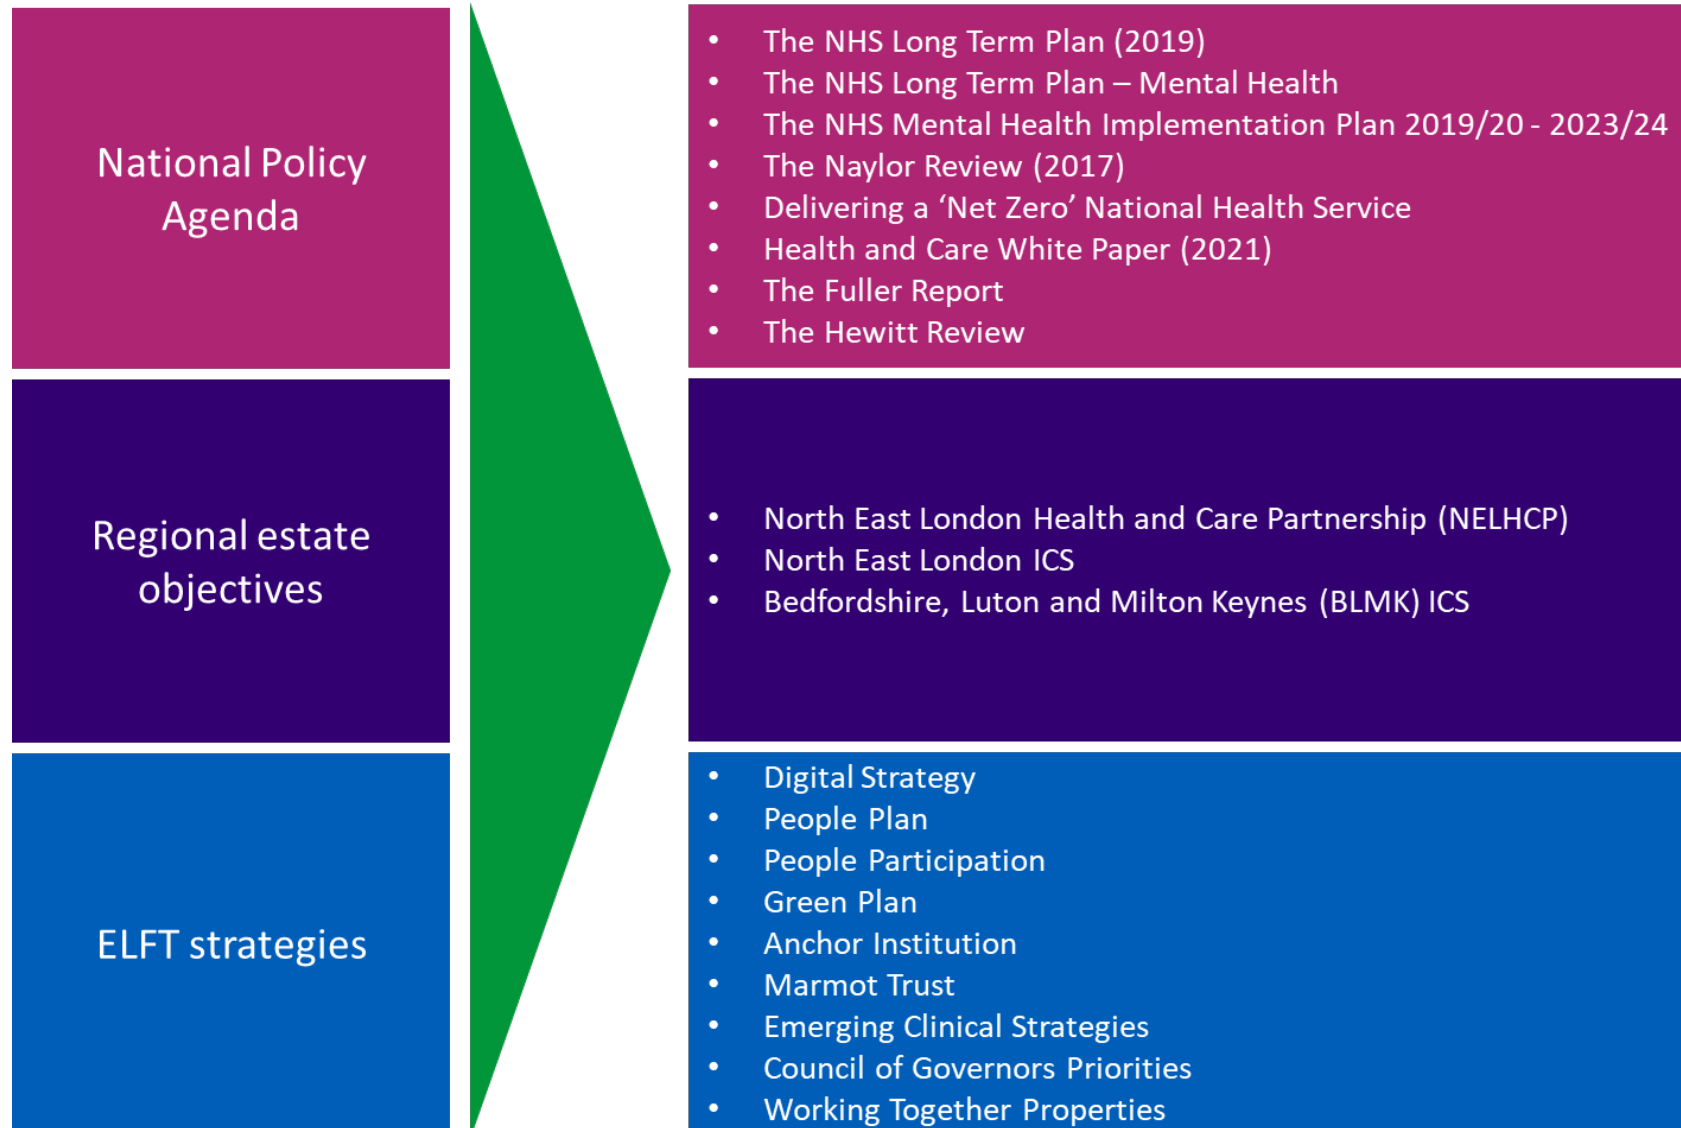 National Policy
Agenda
• The NHS Long Term Plan (2019)
• The NHS Long Term Plan – Mental Health
• The NHS Mental Health Implementation Plan 2019/20 - 2023/24
• The Naylor Review (2017)
• Delivering a ‘Net Zero’ National Health Service
• Health and Care White Paper (2021)
• The Fuller Report
• The Hewitt Review
Regional estate
objectives
• North East London Health and Care Partnership (NELHCP)
• North East London ICS
• Bedfordshire, Luton and Milton Keynes (BLMK) ICS
ELFT strategies
• Digital Strategy
• People Plan
• People Participation
• Green Plan
• Anchor Institution
• Marmot Trust
• Emerging Clinical Strategies
• Council of Governors Priorities
• Working Together Properties